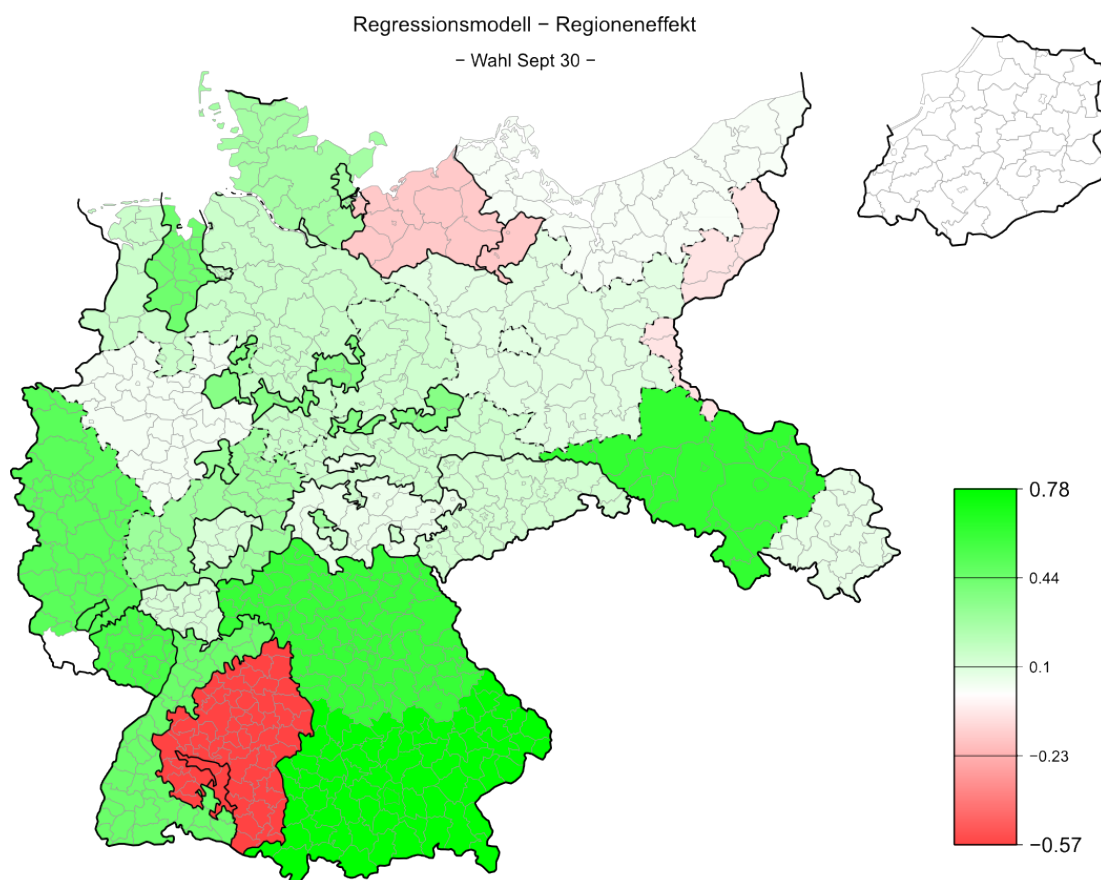 Regressionsmodell – Regioneneffekt
– Wahl Sept 30 –
0.78
0.44
0.1
−0.23
−0.57